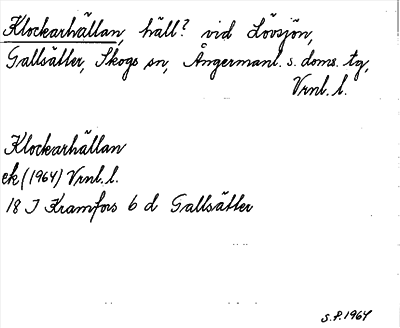 Klockarhällan, häll? vid Lövsjön,
Gallsätter, Skogs sn, Ångermanl. s. doms. tg,
Vrnl. l.
Klockarhällan
ek (1964) Vrnl. l.
18 J Kramfors 6 d Gallsätter
S.P. 1964